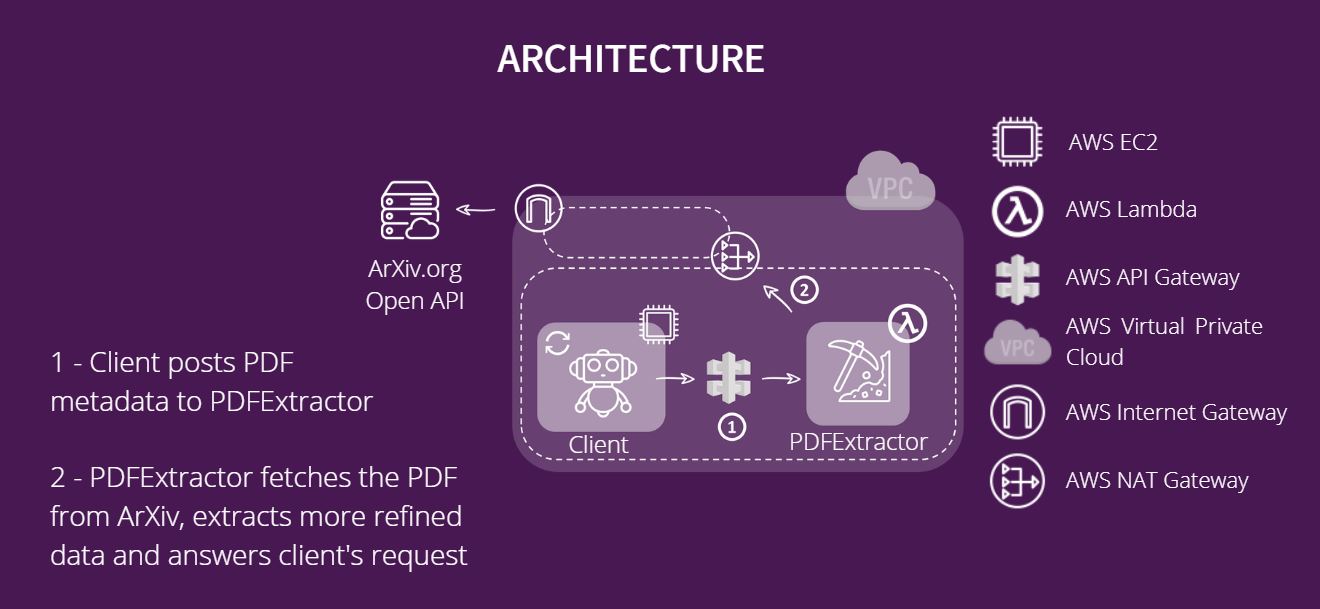 ARCHITECTURE
VPC
ArXiv.org
Open API
2
1
Client
PDFExtractor
1 - Client posts PDF
metadata to PDFExtractor
2 - PDFExtractor fetches the PDF
from ArXiv, extracts more refined
data and answers client's request
AWS EC2
λ
AWS Lambda
AWS API Gateway
VPC
AWS Virtual Private
Cloud
AWS Internet Gateway
AWS NAT Gateway